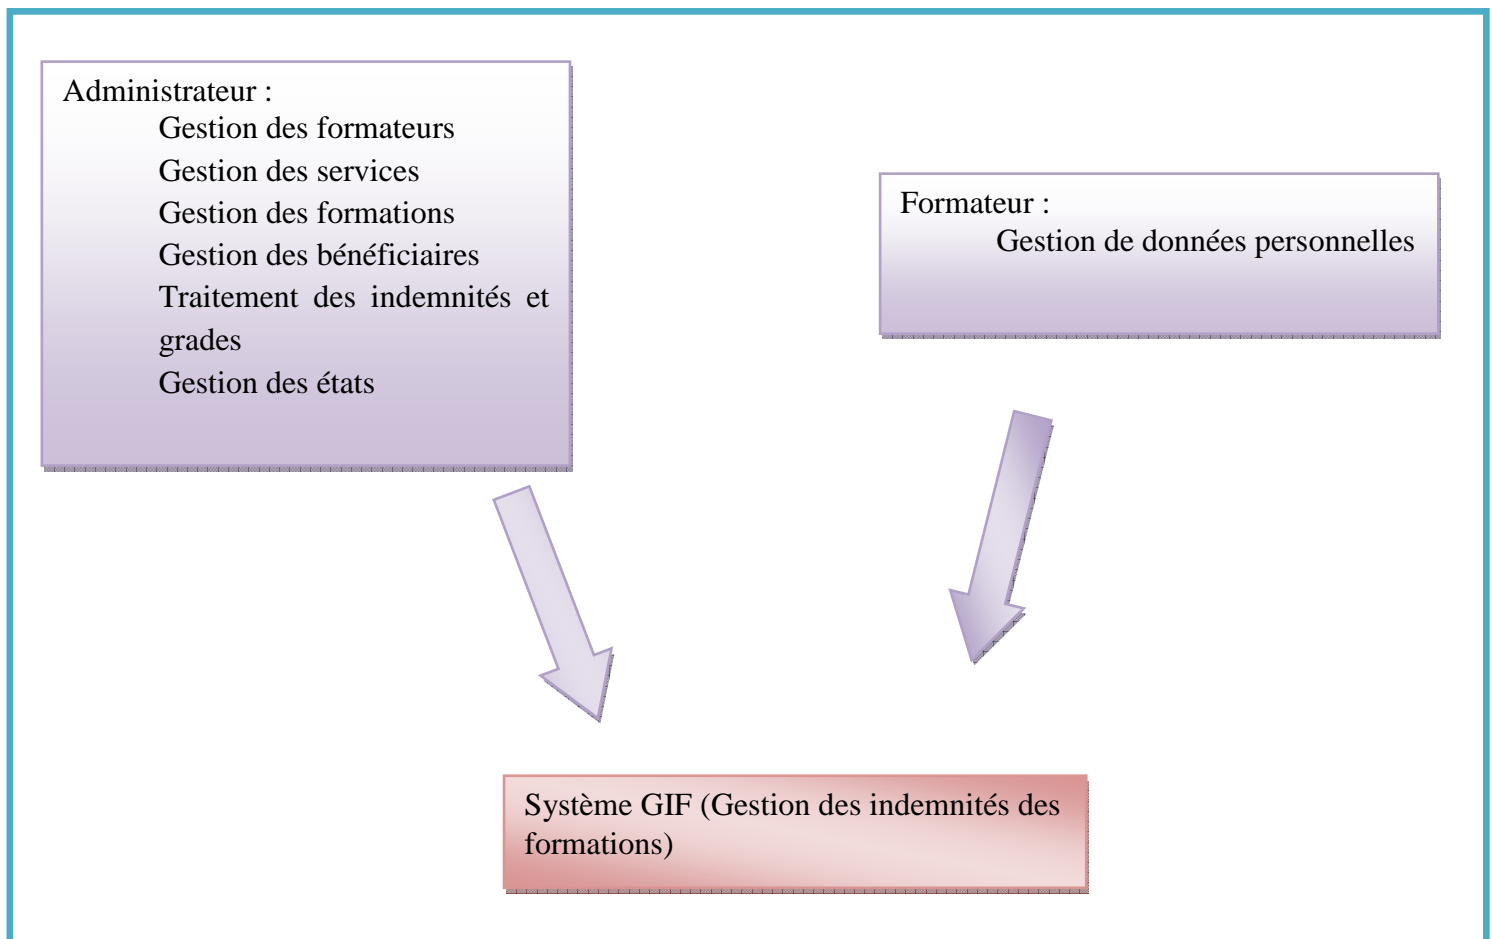 Administrateur :
Gestion des formateurs
Gestion des services
Gestion des formations
Gestion des bénéficiaires
Traitement des indemnités et
grades
Gestion des états
Formateur :
Gestion de données personnelles
Système GIF (Gestion des indemnités des
formations)